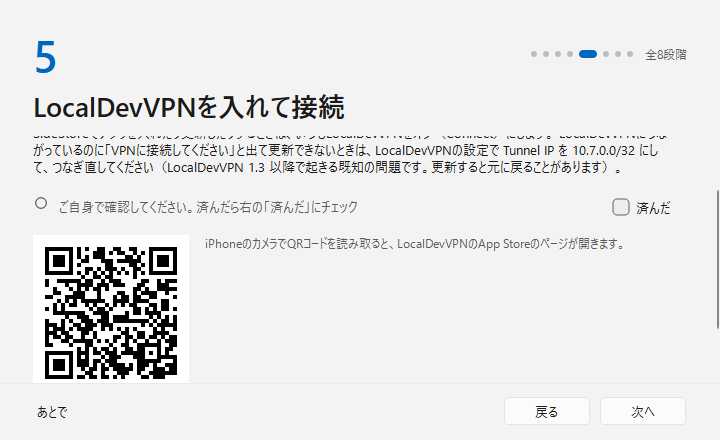 5
全8段階
LocalDevVPNを入れて接続
がっているのに「VPNに接続してください」と出て更新できないときは、LocalDevVPNの設定で Tunnel IP を 10.7.0.0/32 にし
て、つなぎ直してください（LocalDevVPN 1.3 以降で起きる既知の問題です。更新すると元に戻ることがあります）。
ご自身で確認してください。済んだら右の「済んだ」にチェック
済んだ
iPhoneのカメラでQRコードを読み取ると、LocalDevVPNのApp Storeのページが開きます。
あとで
戻る
次へ